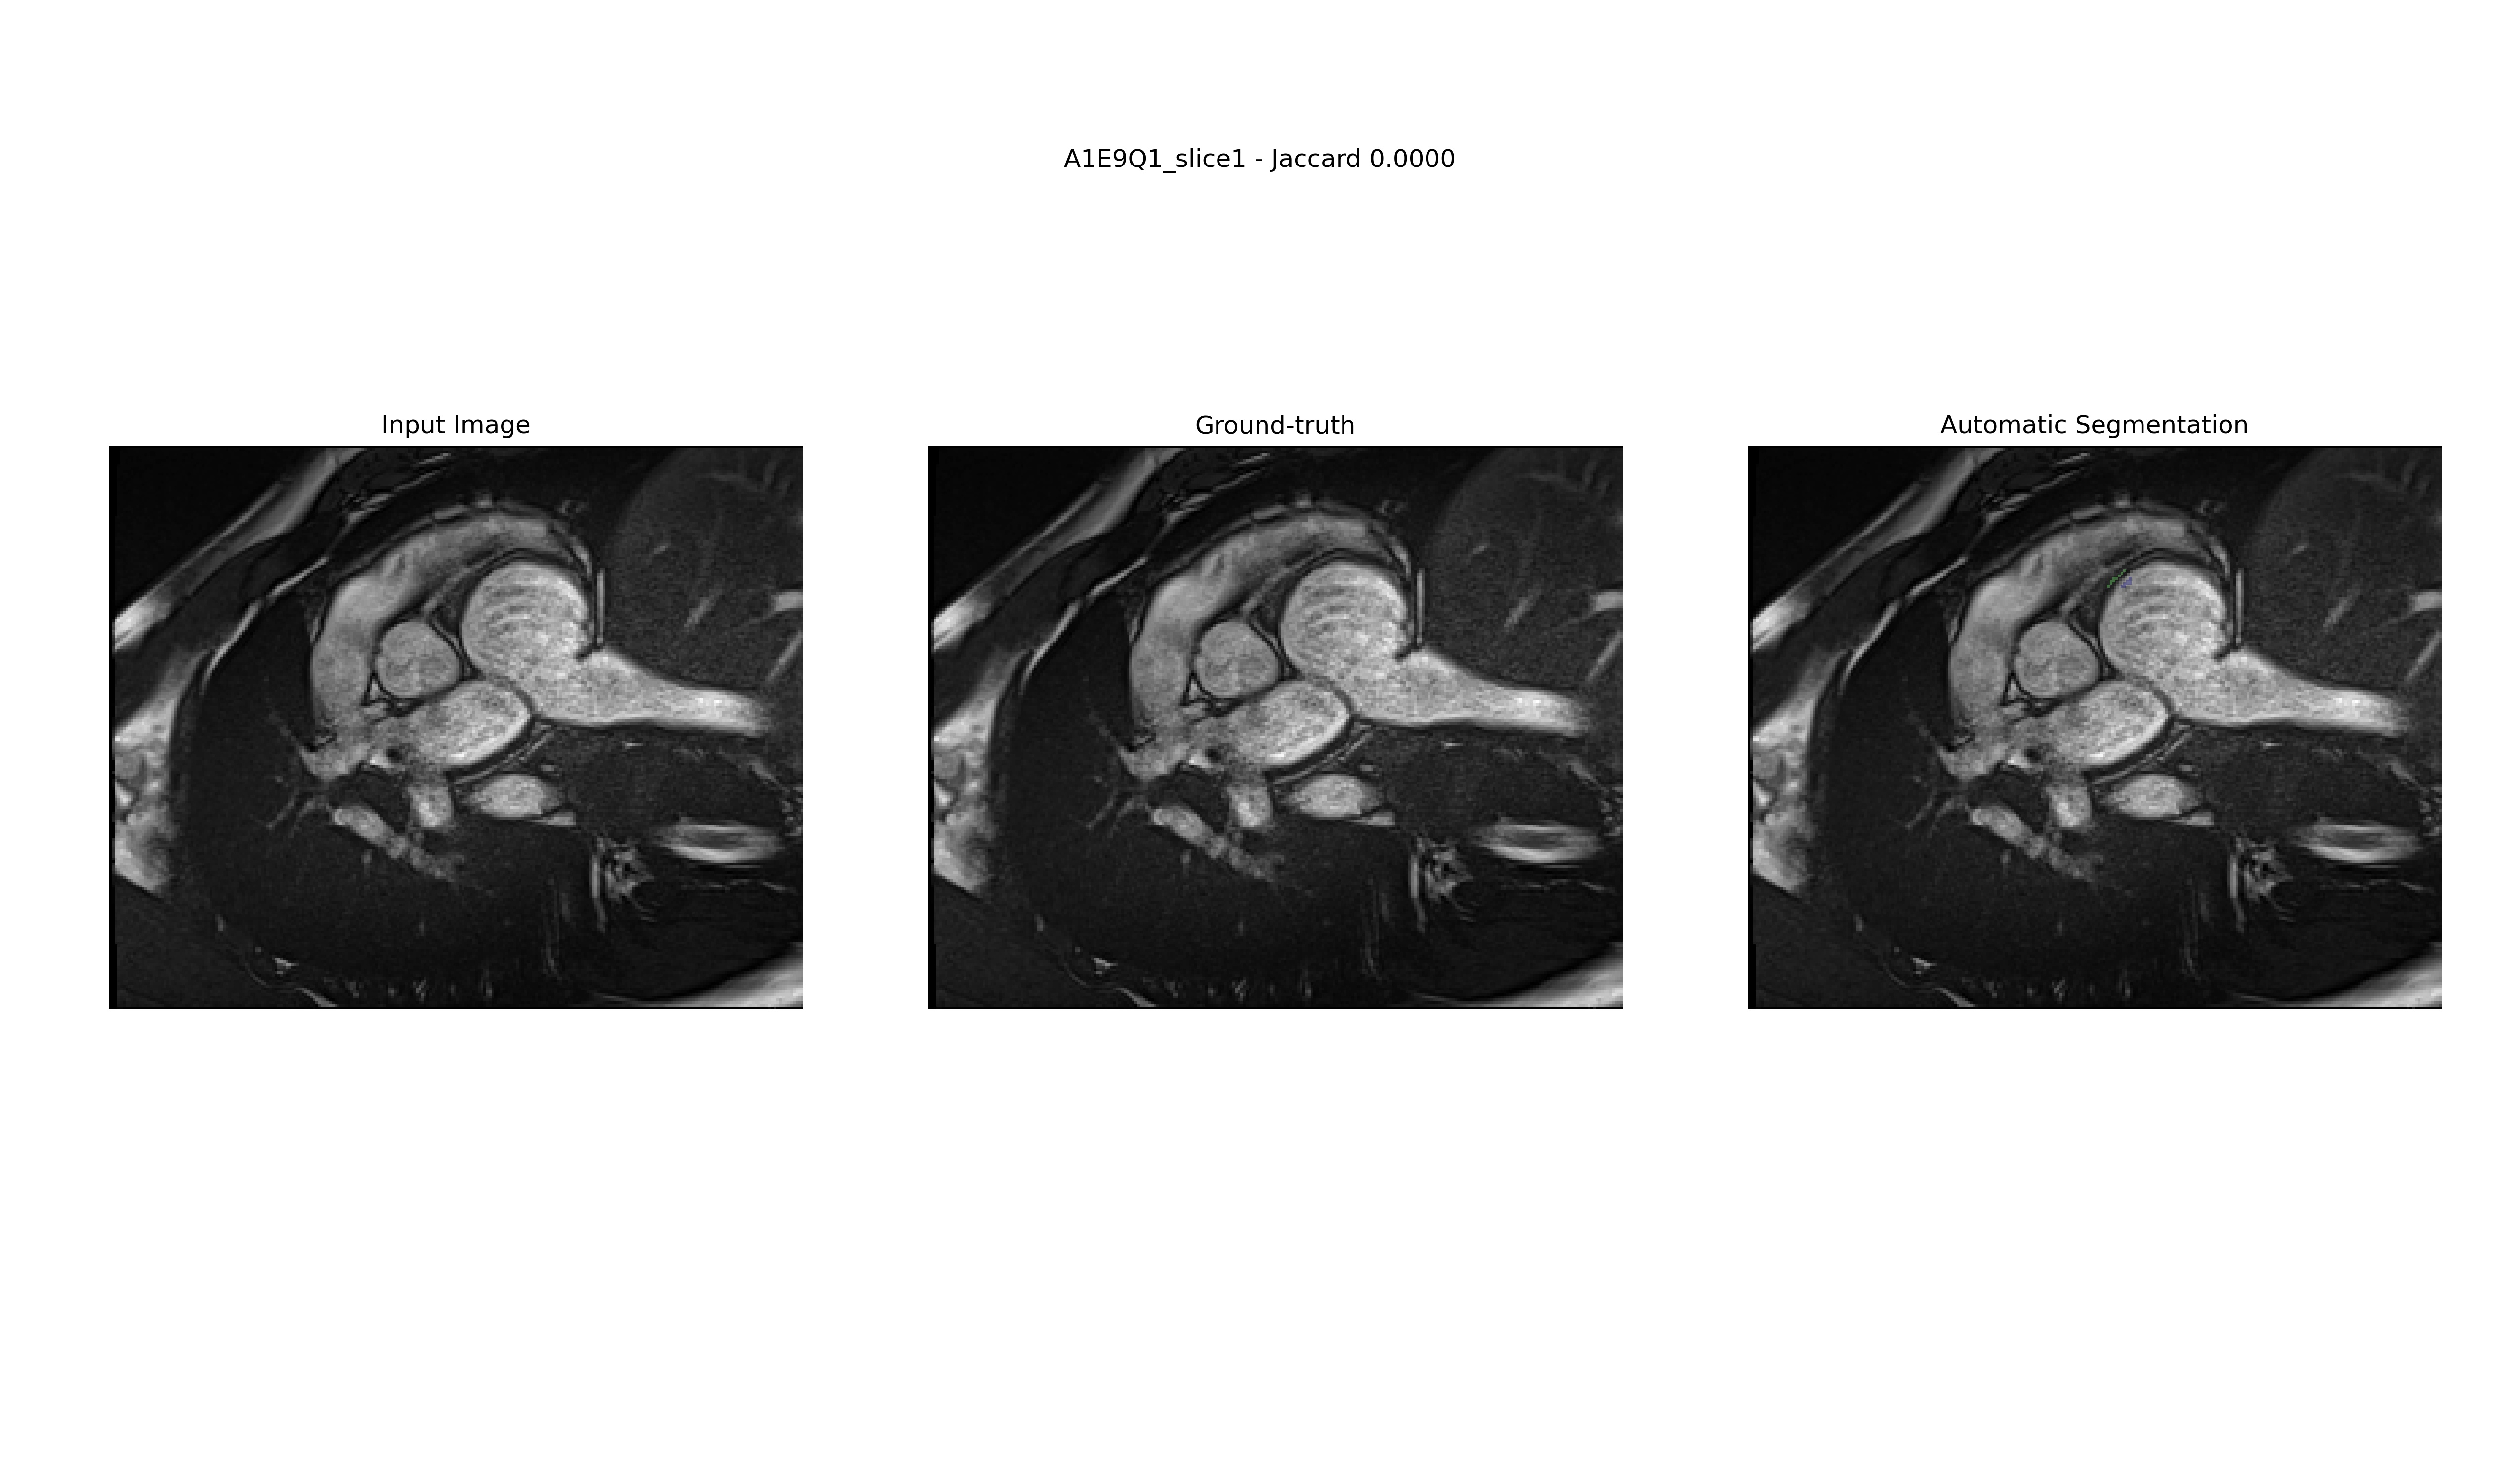 A1E9Q1_slice1 - Jaccard 0.0000
Input Image
Ground-truth
Automatic Segmentation